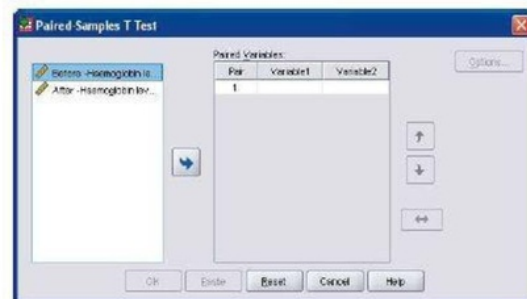 Paired-Samples T Test
Paired Variables:
Pair Variable1 Variable2
1
Before -Haemoglobin le...
After -Haemoglobin lev...
Options...
OK Paste Reset Cancel Help